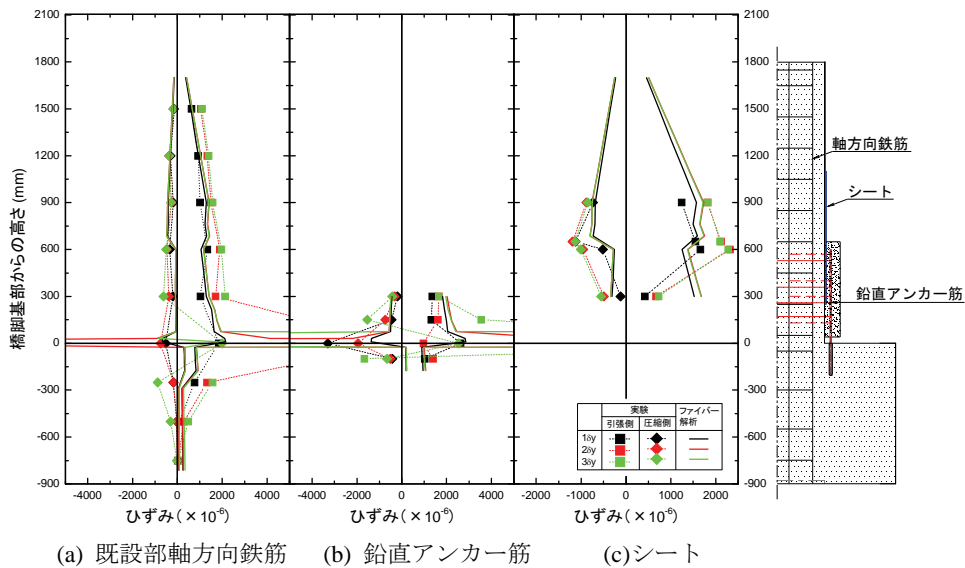 橋脚基部からの高さ (mm)
2100
1800
1500
1200
900
600
300
0
-300
-600
-900
-4000 -2000 0 2000 4000
ひずみ(×10-6)
-4000 -2000 0 2000 4000
ひずみ(×10-6)
-2000 -1000 0 1000 2000
ひずみ(×10-6)
2100
1800
1500
1200
900
600
300
0
-300
-600
-900
実験 ファイバー解析
引張側 圧縮側
1δy
2δy
3δy
軸方向鉄筋
シート
鉛直アンカー筋
(a) 既設部軸方向鉄筋 (b) 鉛直アンカー筋 (c)シート